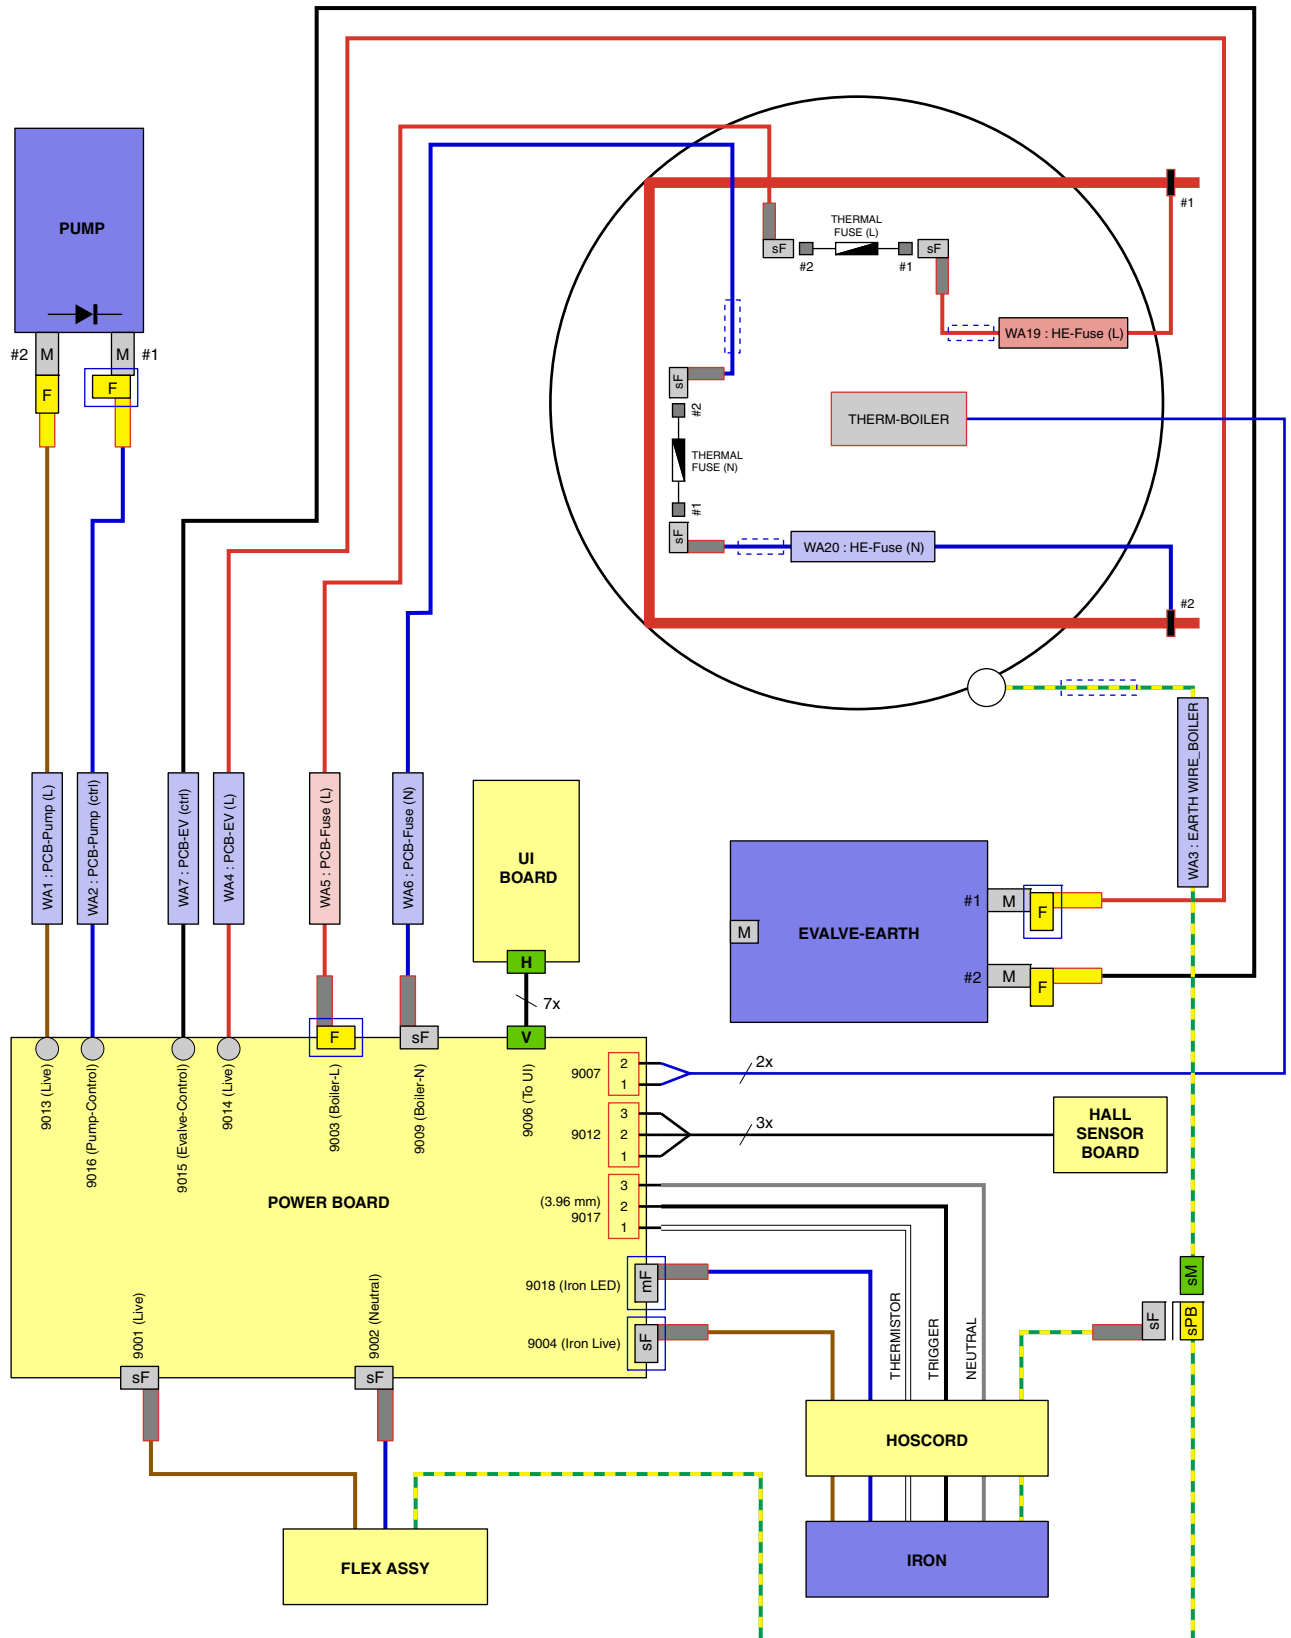 PUMP
#2
M
M
#1
F
F
THERMAL
FUSE (L)
sF
#2
#1
sF
#1
WA19 : HE-Fuse (L)
sF
#2
THERMAL
FUSE (N)
#1
sF
THERM-BOILER
WA20 : HE-Fuse (N)
#2
WA3 : EARTH WIRE_BOILER
WA1 : PCB-Pump (L)
WA2 : PCB-Pump (ctrl)
WA7 : PCB-EV (ctrl)
WA4 : PCB-EV (L)
WA5 : PCB-Fuse (L)
WA6 : PCB-Fuse (N)
UI
BOARD
H
7x
V
F
sF
M
EVALVE-EARTH
#1
M
F
#2
M
F
9013 (Live)
9016 (Pump-Control)
9015 (Evalve-Control)
9014 (Live)
9003 (Boiler-L)
9009 (Boiler-N)
9006 (To UI)
9007
2
1
2x
9012
3
2
1
3x
HALL
SENSOR
BOARD
POWER BOARD
(3.96 mm)
9017
3
2
1
9018 (Iron LED)
mF
9004 (Iron Live)
sF
THERMISTOR
TRIGGER
NEUTRAL
sM
sF
sPB
9001 (Live)
9002 (Neutral)
sF
sF
HOSCORD
IRON
FLEX ASSY